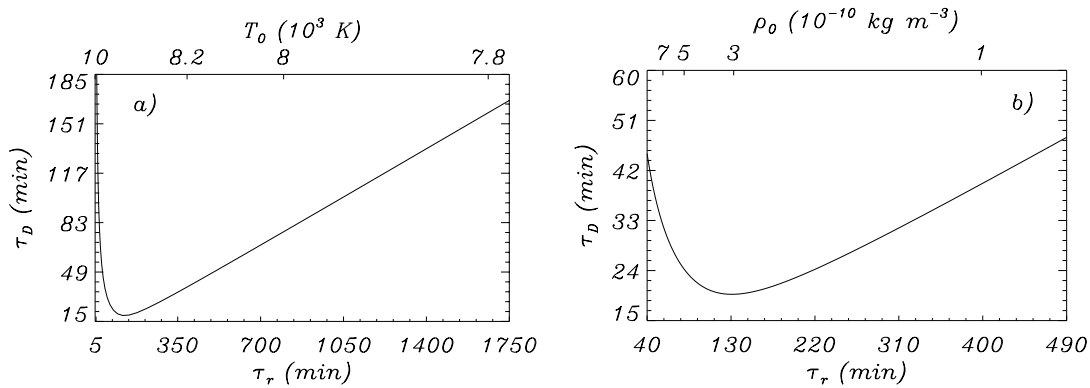 T₀ (10³ K)
10 8.2 8 7.8
185
151
117
83
49
15
τ_D (min)
a)
5 350 700 1050 1400 1750
τ_r (min)
ρ₀ (10⁻¹⁰ kg m⁻³)
7 5 3 1
60
51
42
33
24
15
τ_D (min)
b)
40 130 220 310 400 490
τ_r (min)